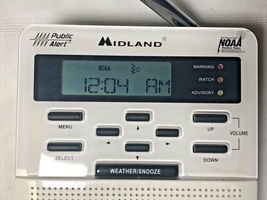 Public
Alert
MIDLAND
NOAA
NOAA
12:04 AM
WARNING
WATCH
ADVISORY
MENU
UP
VOLUME
SELECT
DOWN
WEATHER/SNOOZE